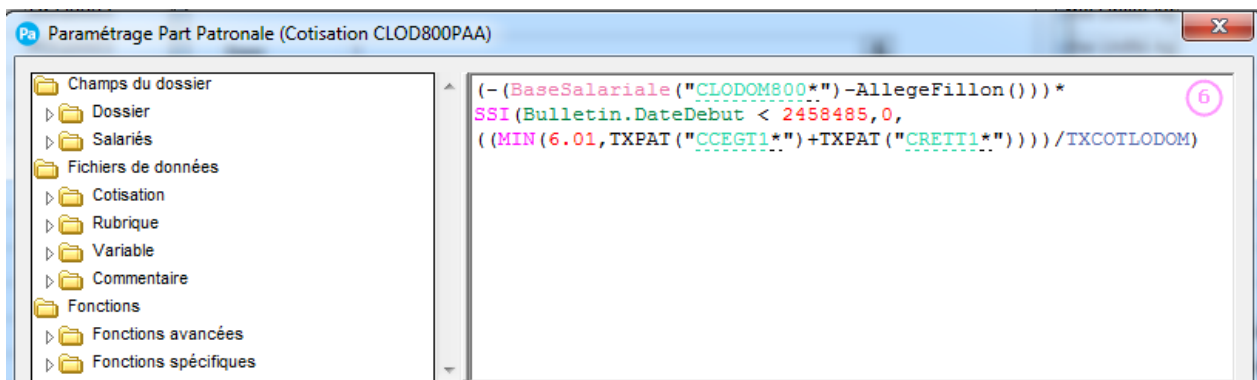 Pa Paramétrage Part Patronale (Cotisation CLOD800PAA)
Champs du dossier
Dossier
Salariés
Fichiers de données
Cotisation
Rubrique
Variable
Commentaire
Fonctions
Fonctions avancées
Fonctions spécifiques
(-(BaseSalariale("CLODOM800*")-AllegeFillon()))*
SSI(Bulletin.DateDebut < 2458485,0,
((MIN(6.01,TXPAT("CCEGT1*")+TXPAT("CRETT1*"))))/TXCOTLODOM)
6